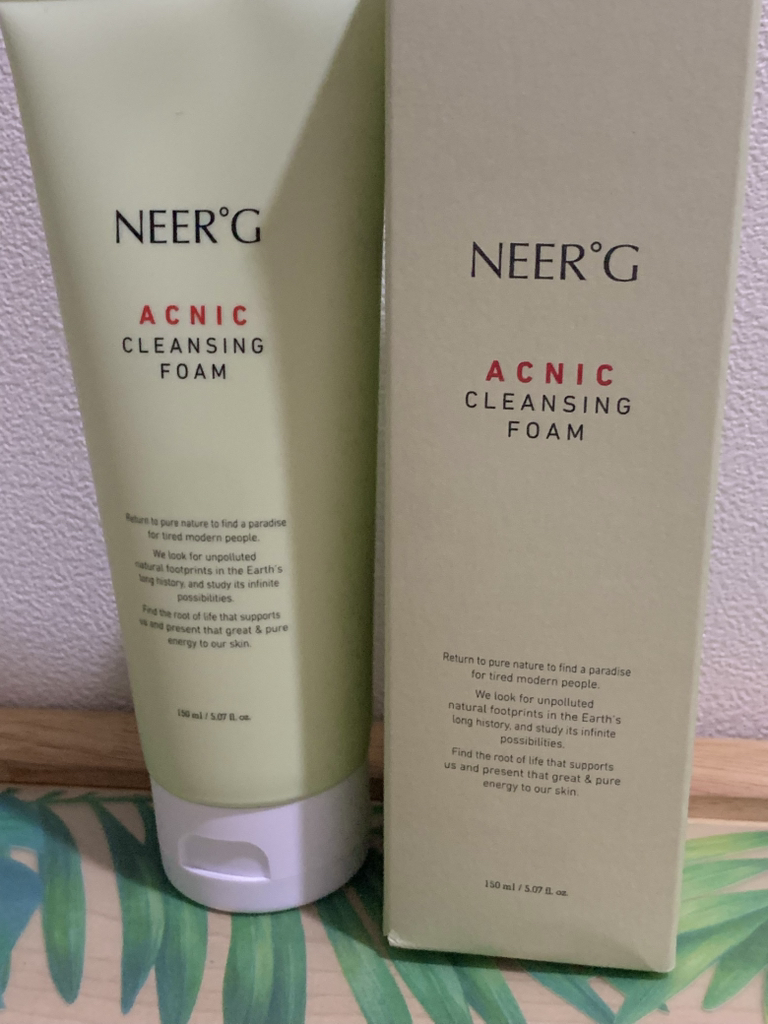 NEER°G
ACNIC
CLEANSING
FOAM
Return to pure nature to find a paradise
for tired modern people.
We look for unpolluted
natural footprints in the Earth's
long history, and study its infinite
possibilities.
Find the root of life that supports
us and present that great & pure
energy to our skin.
150 ml / 5.07 fl. oz.
NEER°G
ACNIC
CLEANSING
FOAM
Return to pure nature to find a paradise
for tired modern people.
We look for unpolluted
natural footprints in the Earth's
long history, and study its infinite
possibilities.
Find the root of life that supports
us and present that great & pure
energy to our skin.
150 ml / 5.07 fl. oz.